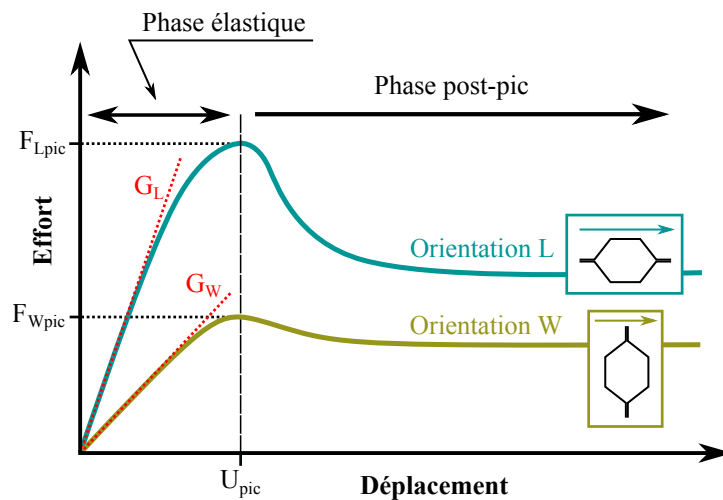 Phase élastique
Phase post-pic
F_Lpic
G_L
Effort
Orientation L
G_W
F_Wpic
Orientation W
U_pic
Déplacement